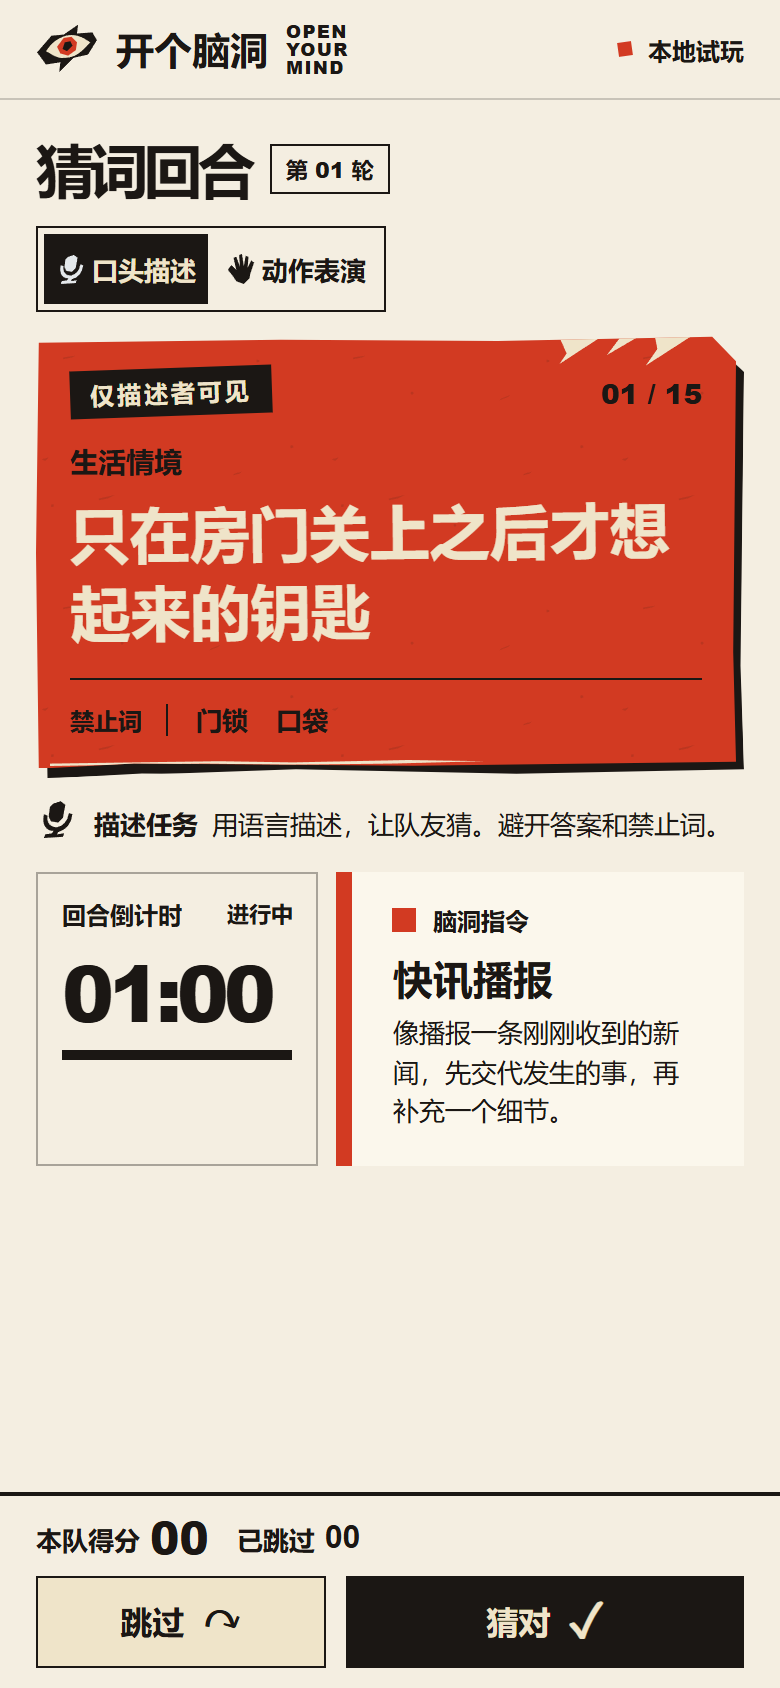 开个脑洞
OPEN
YOUR
MIND
本地试玩
猜词回合
第 01 轮
口头描述
动作表演
仅描述者可见
01 / 15
生活情境
只在房门关上之后才想
起来的钥匙
禁止词
门锁 口袋
描述任务 用语言描述，让队友猜。避开答案和禁止词。
回合倒计时 进行中
01:00
脑洞指令
快讯播报
像播报一条刚刚收到的新
闻，先交代发生的事，再
补充一个细节。
本队得分 00 已跳过 00
跳过
猜对